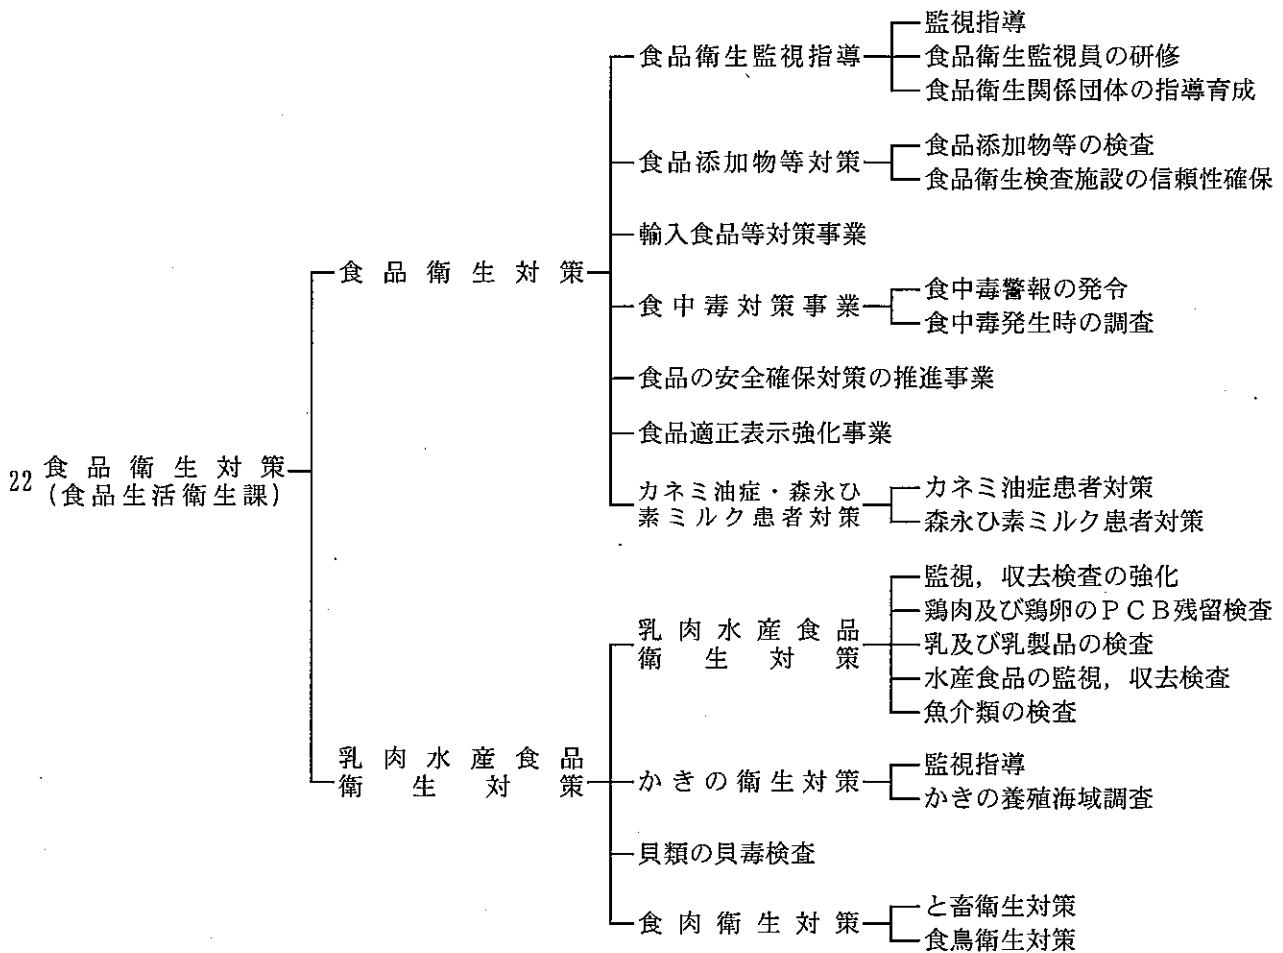 22 食品衛生対策
(食品生活衛生課)
食品衛生対策
食品衛生監視指導
監視指導
食品衛生監視員の研修
食品衛生関係団体の指導育成
食品添加物等対策
食品添加物等の検査
食品衛生検査施設の信頼性確保
輸入食品等対策事業
食中毒対策事業
食中毒警報の発令
食中毒発生時の調査
食品の安全確保対策の推進事業
食品適正表示強化事業
カネミ油症・森永ひ
素ミルク患者対策
カネミ油症患者対策
森永ひ素ミルク患者対策
乳肉水産食品
衛生対策
乳肉水産食品
衛生対策
監視，収去検査の強化
鶏肉及び鶏卵のPCB残留検査
乳及び乳製品の検査
水産食品の監視，収去検査
魚介類の検査
かきの衛生対策
監視指導
かきの養殖海域調査
貝類の貝毒検査
食肉衛生対策
と畜衛生対策
食鳥衛生対策